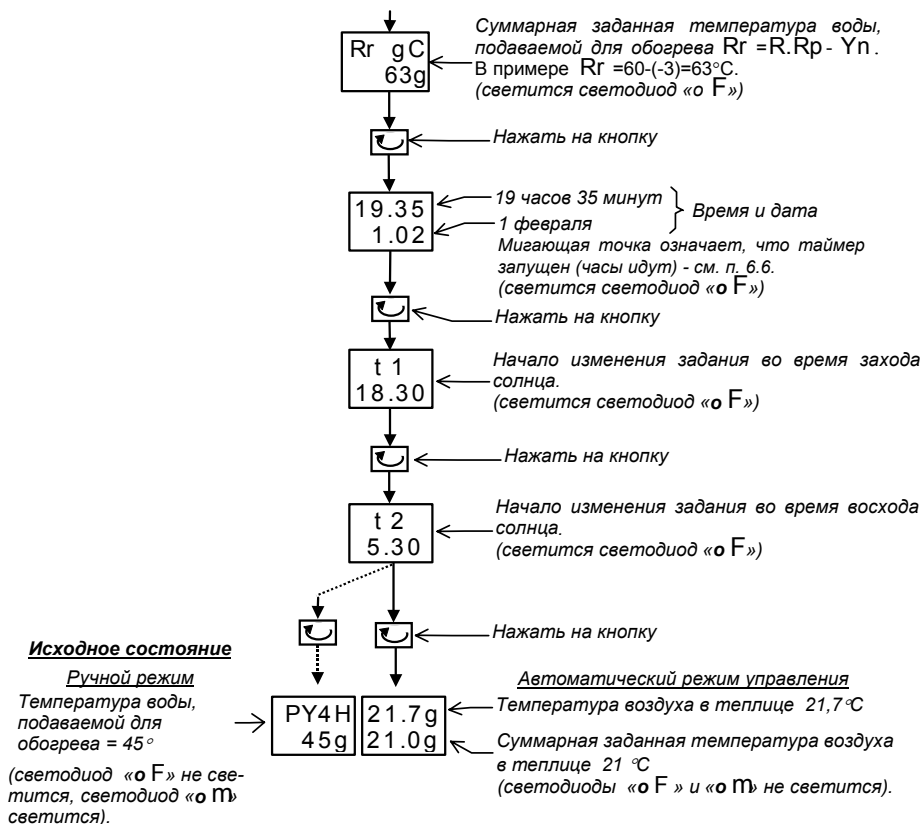 Rr gC
63g
Суммарная заданная температура воды,
подаваемой для обогрева Rr =R.Rp- Yn.
В примере Rr =60-(-3)=63°C.
(светится светодиод «о F»)
Нажать на кнопку
19.35
1.02
19 часов 35 минут
1 февраля
Время и дата
Мигающая точка означает, что таймер
запущен (часы идут) - см. п. 6.6.
(светится светодиод «о F»)
Нажать на кнопку
t 1
18.30
Начало изменения задания во время захода
солнца.
(светится светодиод «о F»)
Нажать на кнопку
t 2
5.30
Начало изменения задания во время восхода
солнца.
(светится светодиод «о F»)
Нажать на кнопку
Исходное состояние
Ручной режим
Температура воды,
подаваемой для
обогрева = 45°
(светодиод «о F» не све-
тится, светодиод «о m»
светится).
PY4H
45g
21.7g
21.0g
Автоматический режим управления
Температура воздуха в теплице 21,7°C
Суммарная заданная температура воздуха
в теплице 21 °C
(светодиоды «о F » и «о m» не светится).